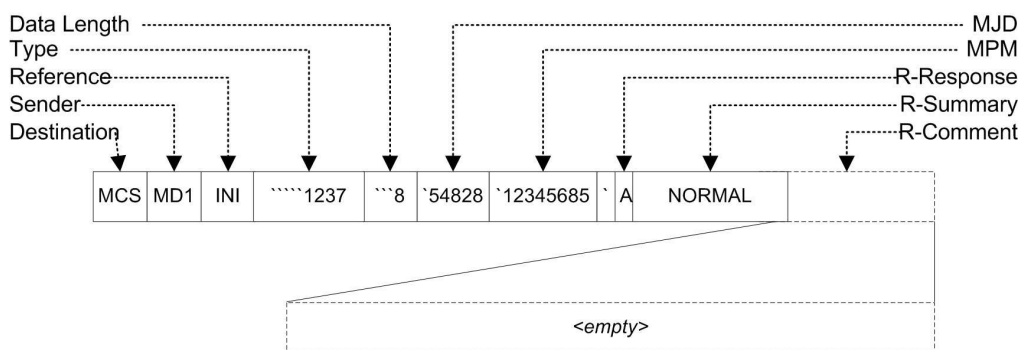 Data Length
Type
Reference
Sender
Destination
MJD
MPM
R-Response
R-Summary
R-Comment
MCS MD1 INI `````1237 ```8 `54828 `12345685 ` A NORMAL
<empty>